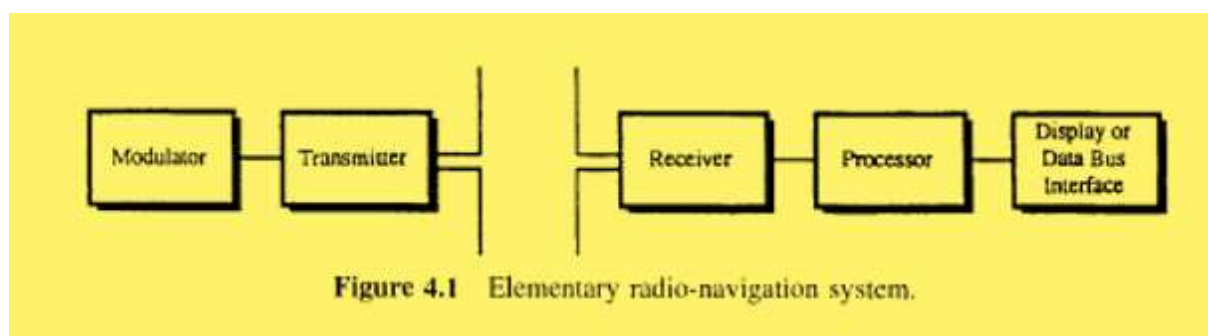 Modulator
Transmitter
Receiver
Processor
Display or
Data Bus
Interface
Figure 4.1 Elementary radio-navigation system.